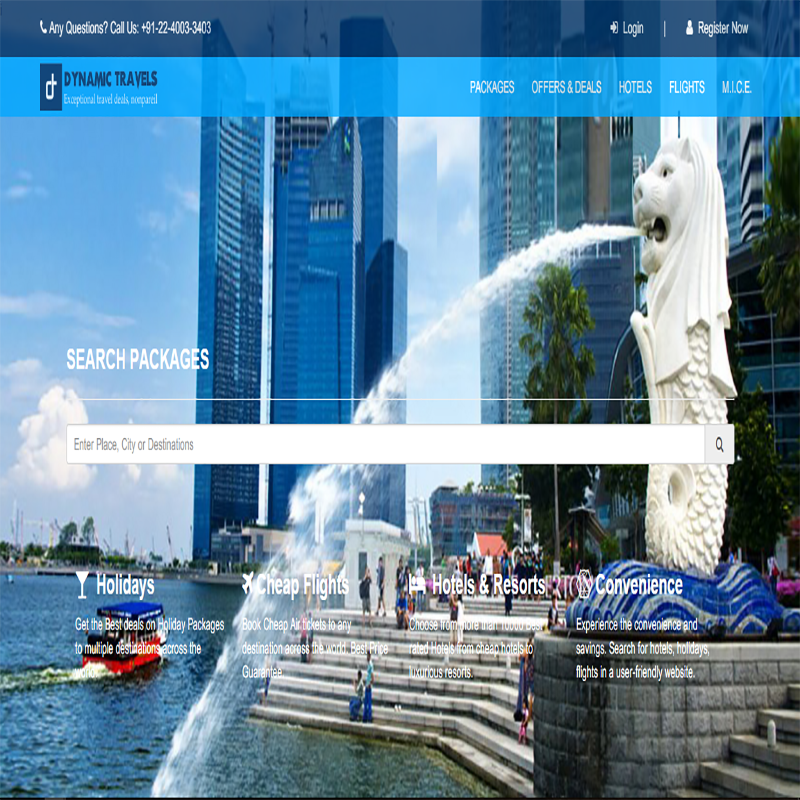 Any Questions? Call Us: +91-22-4003-3403
Login | Register Now
dt DYNAMIC TRAVELS
Exceptional travel deals, nonpareil
PACKAGES OFFERS & DEALS HOTELS FLIGHTS M.I.C.E.
SEARCH PACKAGES
Enter Place, City or Destinations
Holidays
Get the Best deals on Holiday Packages
to multiple destinations across the
world.
Cheap Flights
Book Cheap Air tickets to any
destination across the world. Best Price
Guarantee.
Hotels & Resorts
Choose from more than 10000 Best
rated Hotels from cheap hotels to
luxurious resorts.
Convenience
Experience the convenience and
savings. Search for hotels, holidays,
flights in a user-friendly website.